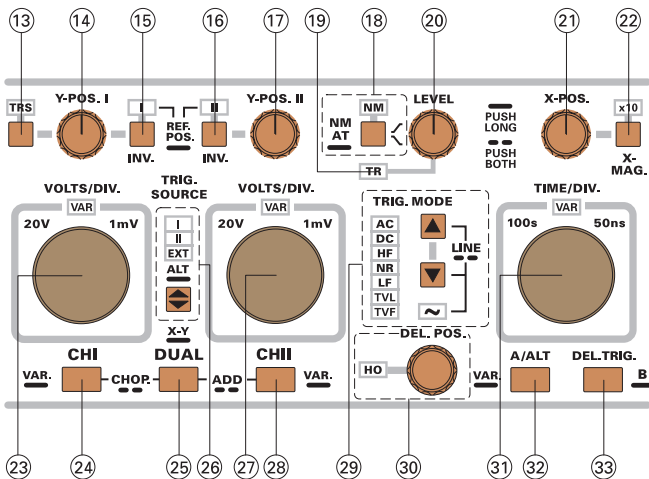 13 14 15 16 17 18 19 20 21 22
TRS Y-POS. I I II Y-POS. II NM LEVEL X-POS. x10
REF. POS.
NM AT
PUSH LONG
PUSH BOTH
INV. INV. X-MAG.
TR
VOLTS/DIV. TRIG. SOURCE VOLTS/DIV. TRIG. MODE TIME/DIV.
VAR VAR VAR
20V 1mV 20V 1mV 100s 50ns
I
II
EXT
ALT
AC
DC
HF
NR
LF
TVL
TVF
LINE
~
X-Y
CHI DUAL CHII DEL. POS.
HO
A/ALT DEL.TRIG.
VAR. CHOP. ADD VAR. VAR. B
23 24 25 26 27 28 29 30 31 32 33